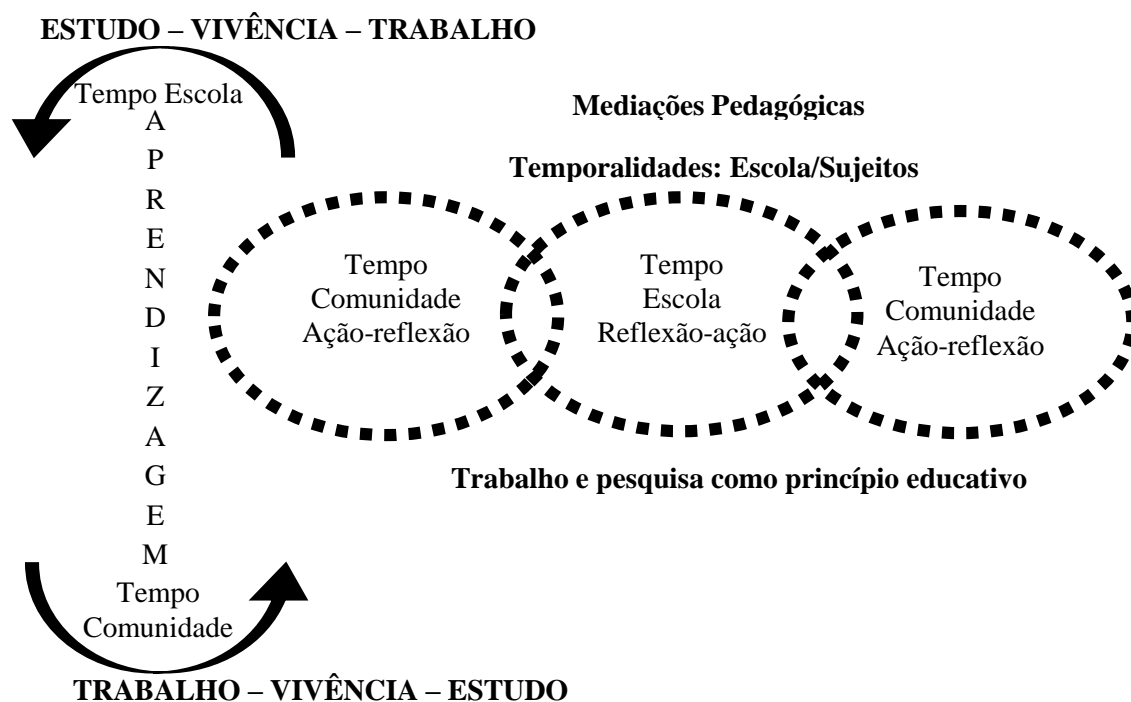 ESTUDO – VIVÊNCIA – TRABALHO
Tempo Escola
A
P
R
E
N
D
I
Z
A
G
E
M
Tempo
Comunidade
TRABALHO – VIVÊNCIA – ESTUDO
Mediações Pedagógicas
Temporalidades: Escola/Sujeitos
Tempo
Comunidade
Ação-reflexão
Tempo
Escola
Reflexão-ação
Tempo
Comunidade
Ação-reflexão
Trabalho e pesquisa como princípio educativo